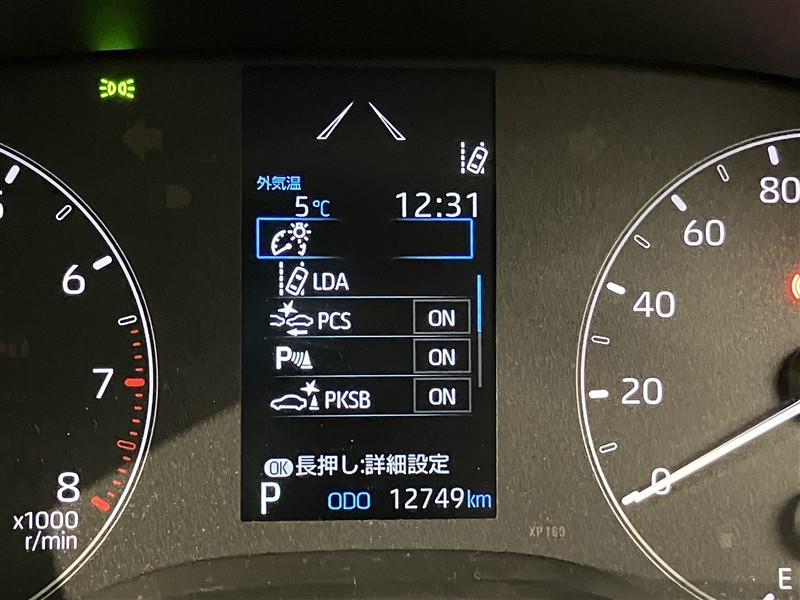 外気温
5℃ 12:31
LDA
PCS ON
P ON
PKSB ON
OK 長押し:詳細設定
P ODO 12749km
6
7
8
x1000
r/min
80
60
40
20
0
E
XP163